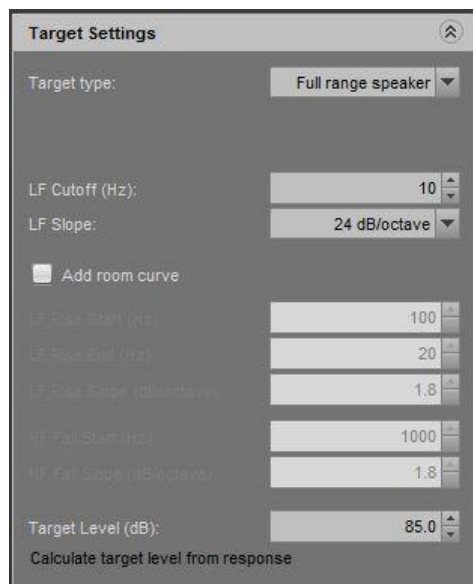 Target Settings
Target type: Full range speaker
LF Cutoff (Hz): 10
LF Slope: 24 dB/octave
Add room curve
LF Rise Start (Hz): 100
LF Rise End (Hz): 20
LF Rise Slope (dB/octave): 1.8
HF Fall Start (Hz): 1000
HF Fall Slope (dB/octave): 1.8
Target Level (dB): 85.0
Calculate target level from response